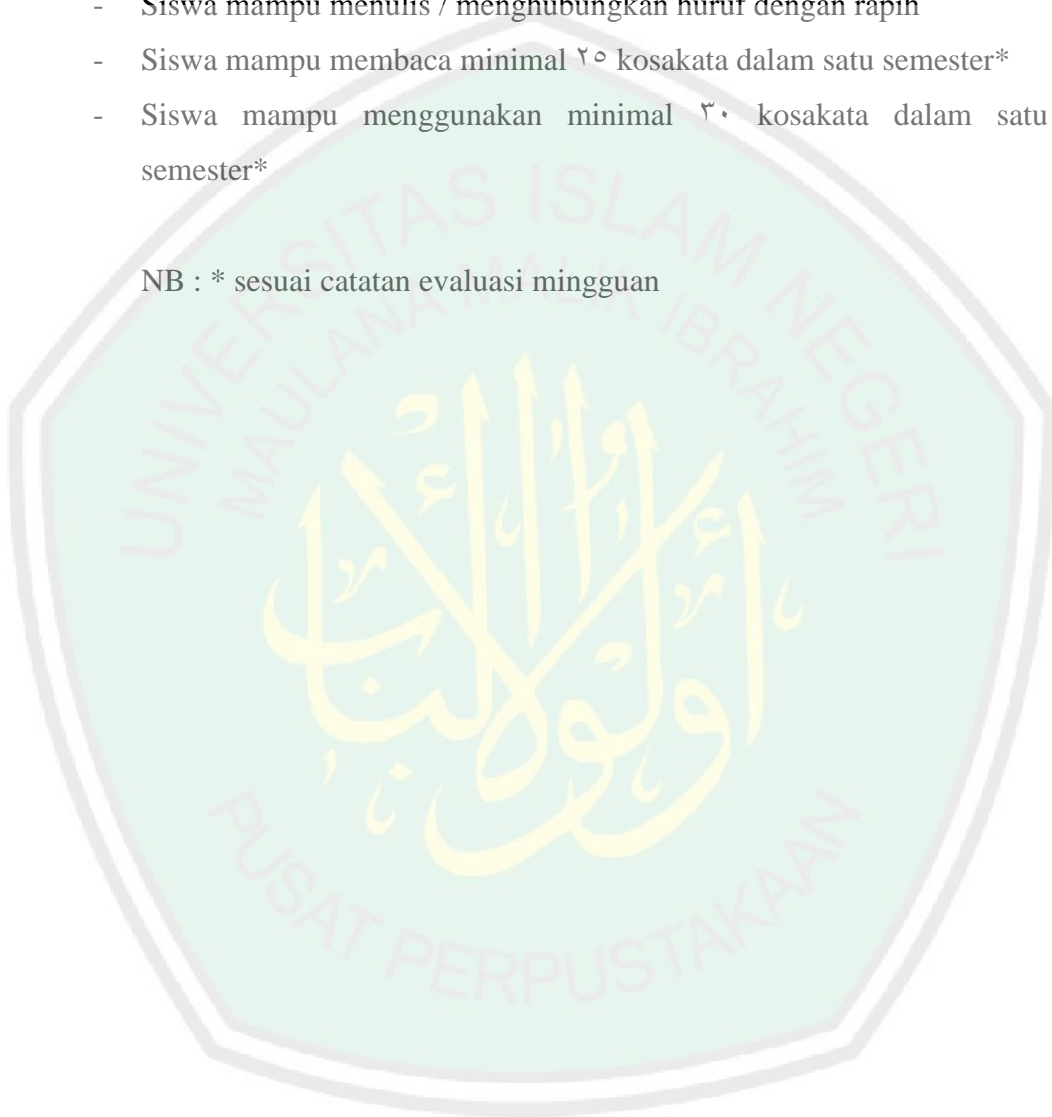 - Siswa mampu menulis / menghubungkan huruf dengan rapih
- Siswa mampu membaca minimal ٢٥ kosakata dalam satu semester*
- Siswa mampu menggunakan minimal ٣٠ kosakata dalam satu
semester*
NB : * sesuai catatan evaluasi mingguan
UNIVERSITAS ISLAM NEGERI
MAULANA MALIK IBRAHIM
أولوا الألباب
PUSAT PERPUSTAKAAN